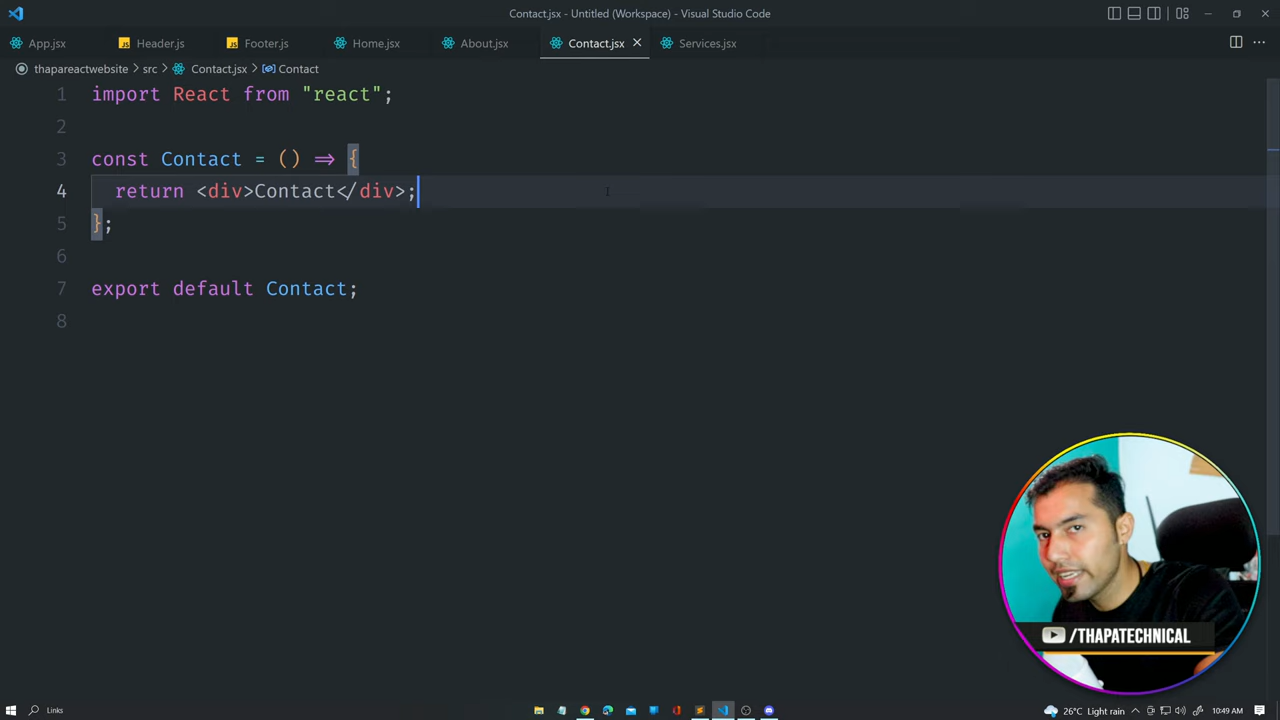 Contact.jsx - Untitled (Workspace) - Visual Studio Code
App.jsx JS Header.js JS Footer.js Home.jsx About.jsx Contact.jsx Services.jsx
thapareactwebsite > src > Contact.jsx > Contact
1 import React from "react";
2
3 const Contact = () => {
4 return <div>Contact</div>;
5 };
6
7 export default Contact;
8
/THAPATECHNICAL
Links 26°C Light rain 10:49 AM